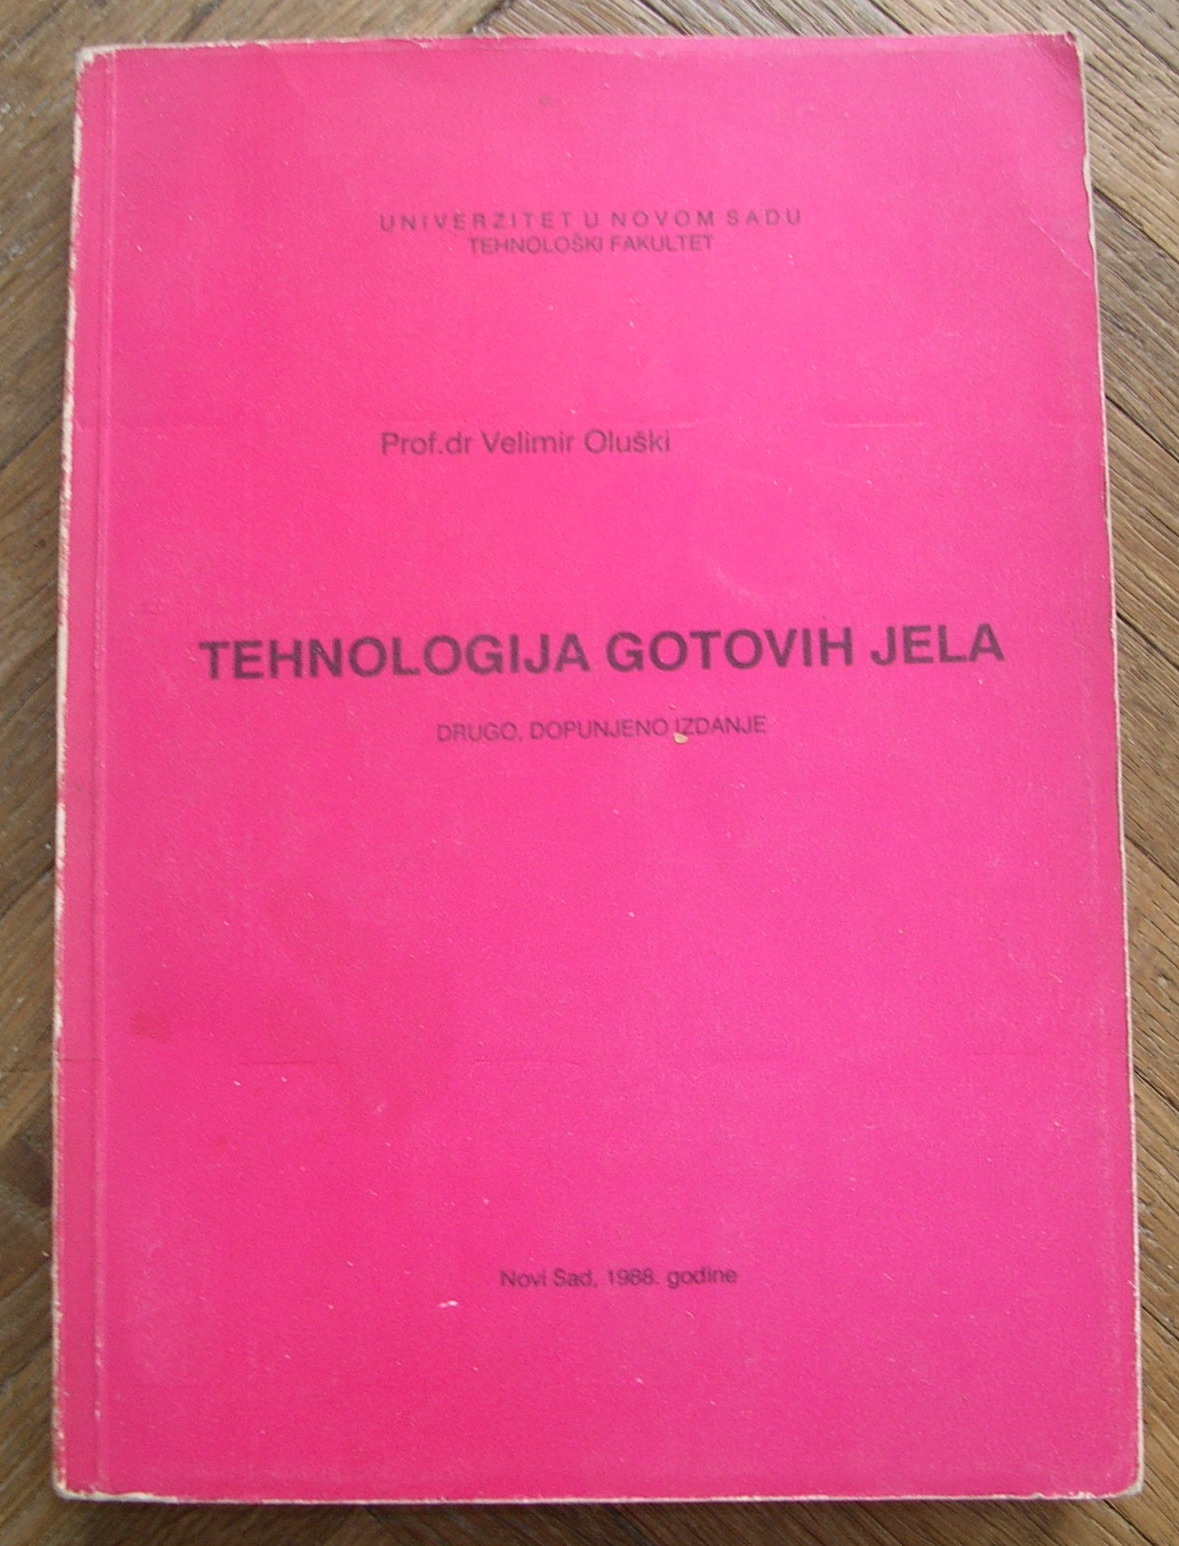 UNIVERZITET U NOVOM SADU
TEHNOLOŠKI FAKULTET
Prof.dr Velimir Oluški
TEHNOLOGIJA GOTOVIH JELA
DRUGO, DOPUNJENO IZDANJE
Novi Sad, 1988. godine